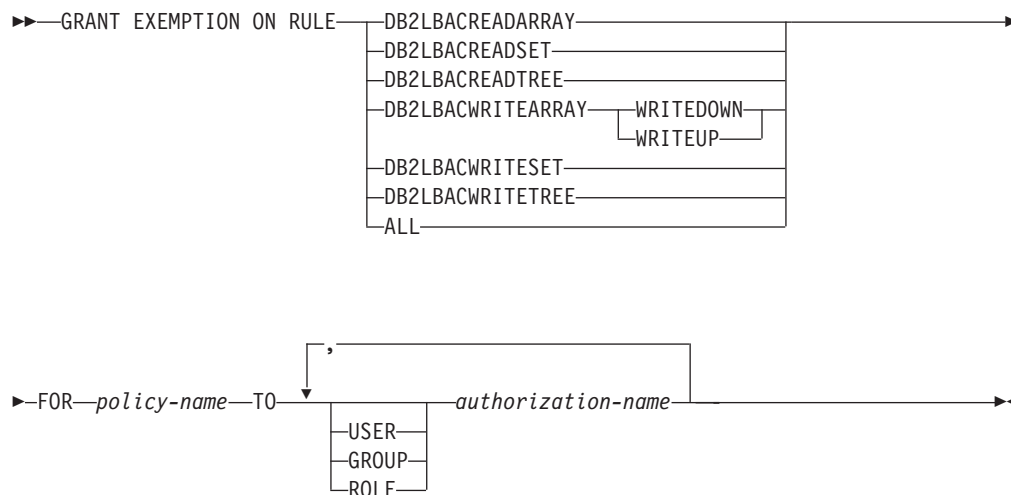 GRANT EXEMPTION ON RULE DB2LBACREADARRAY
DB2LBACREADSET
DB2LBACREADTREE
DB2LBACWRITEARRAY WRITEDOWN
WRITEUP
DB2LBACWRITESET
DB2LBACWRITETREE
ALL
,
FOR policy-name TO authorization-name
USER
GROUP
ROLE